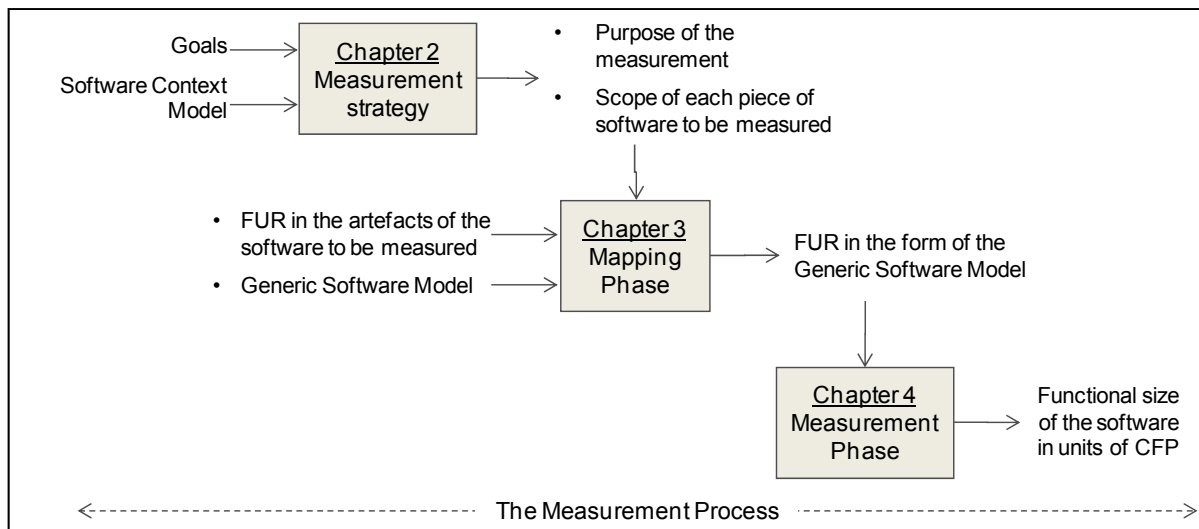 Goals
Software Context
Model
Chapter 2
Measurement
strategy
• Purpose of the
measurement
• Scope of each piece of
software to be measured
• FUR in the artefacts of the
software to be measured
• Generic Software Model
Chapter 3
Mapping
Phase
FUR in the form of the
Generic Software Model
Chapter 4
Measurement
Phase
Functional size
of the software
in units of CFP
The Measurement Process